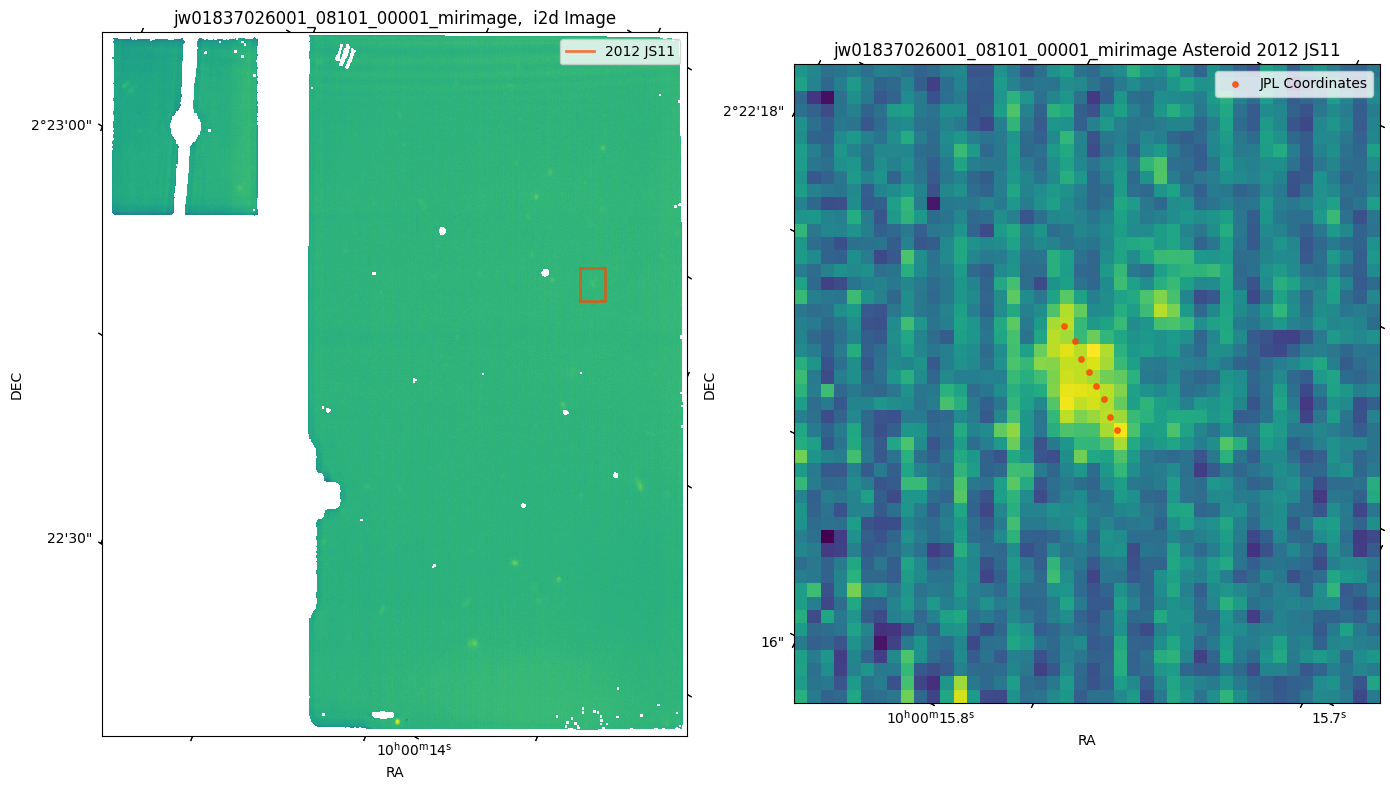 jw01837026001_08101_00001_mirimage, i2d Image
2012 JS11
2°23'00"
22'30"
DEC
10ʰ00ᵐ14ˢ
RA
jw01837026001_08101_00001_mirimage Asteroid 2012 JS11
JPL Coordinates
2°22'18"
16"
DEC
10ʰ00ᵐ15.8ˢ
15.7ˢ
RA